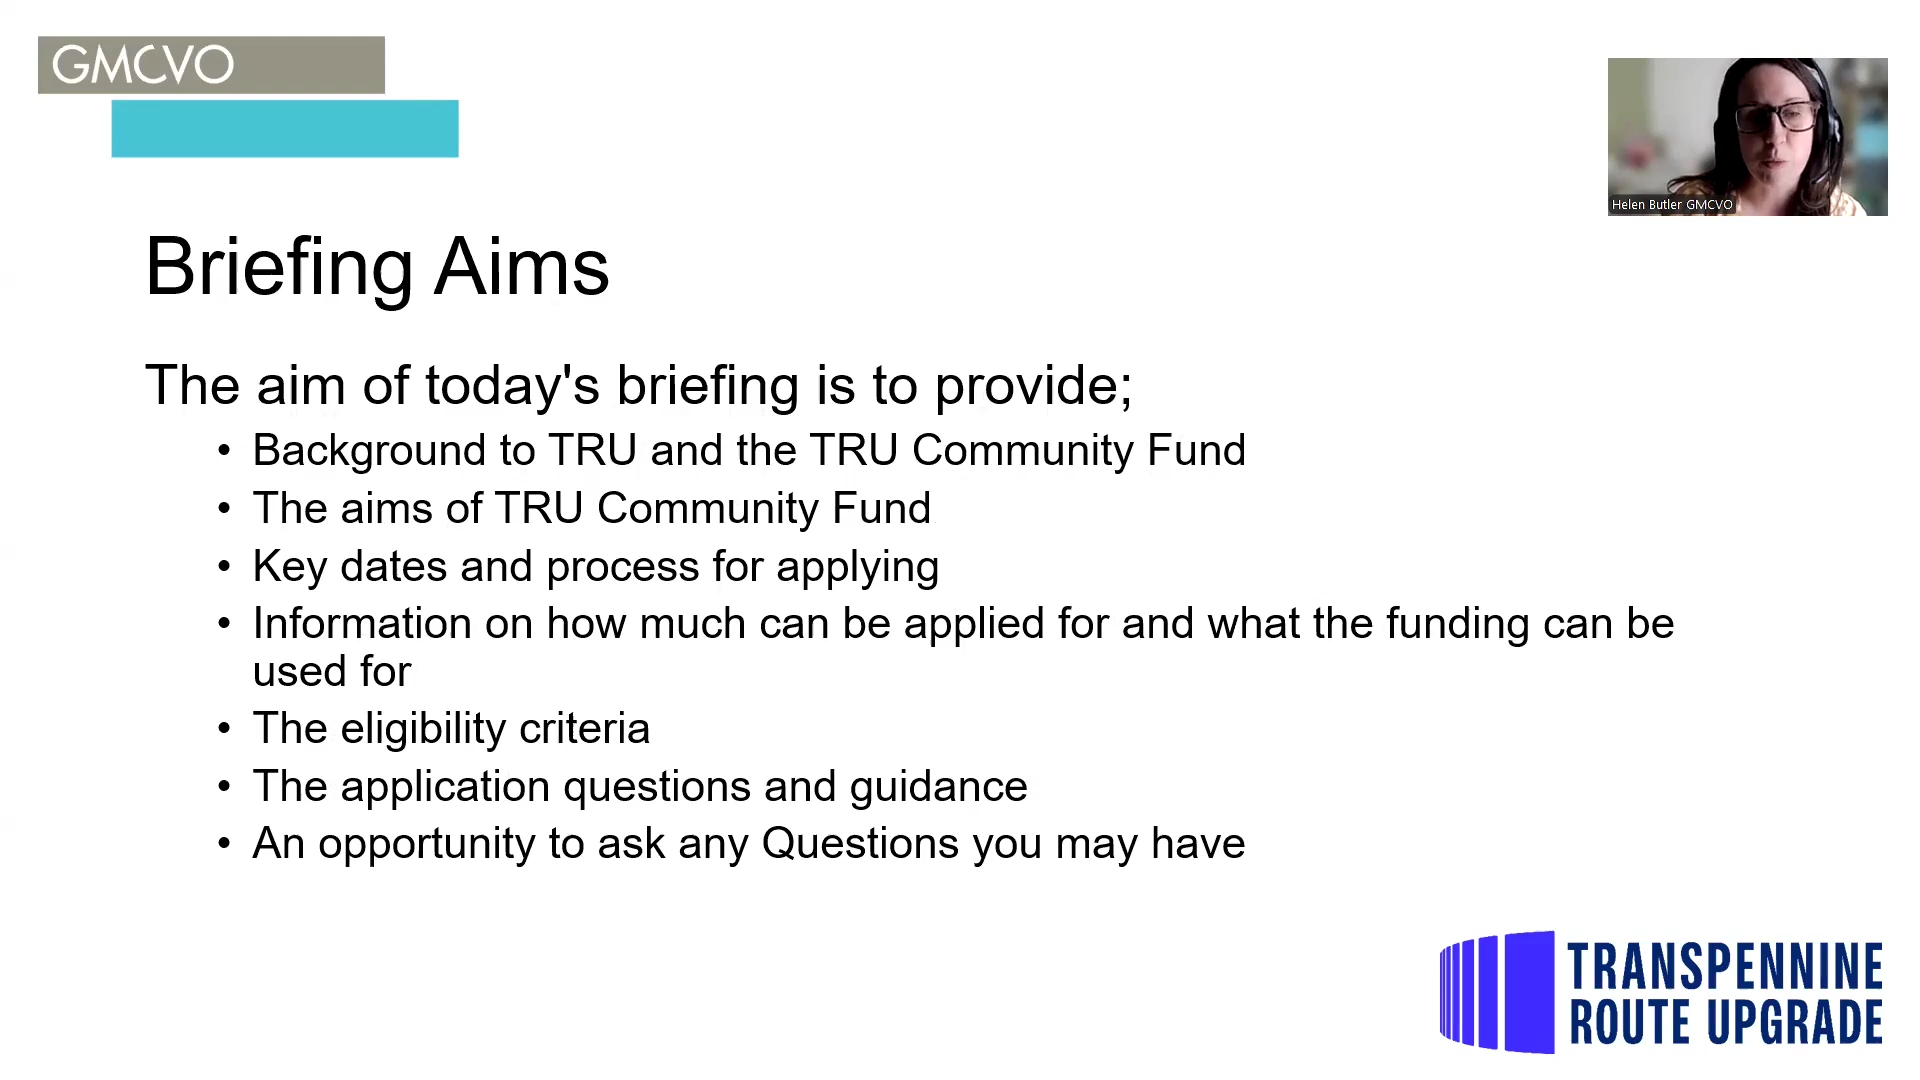 GMCVO
Helen Butler GMCVO
Briefing Aims
The aim of today's briefing is to provide;
• Background to TRU and the TRU Community Fund
• The aims of TRU Community Fund
• Key dates and process for applying
• Information on how much can be applied for and what the funding can be
used for
• The eligibility criteria
• The application questions and guidance
• An opportunity to ask any Questions you may have
TRANSPENNINE
ROUTE UPGRADE